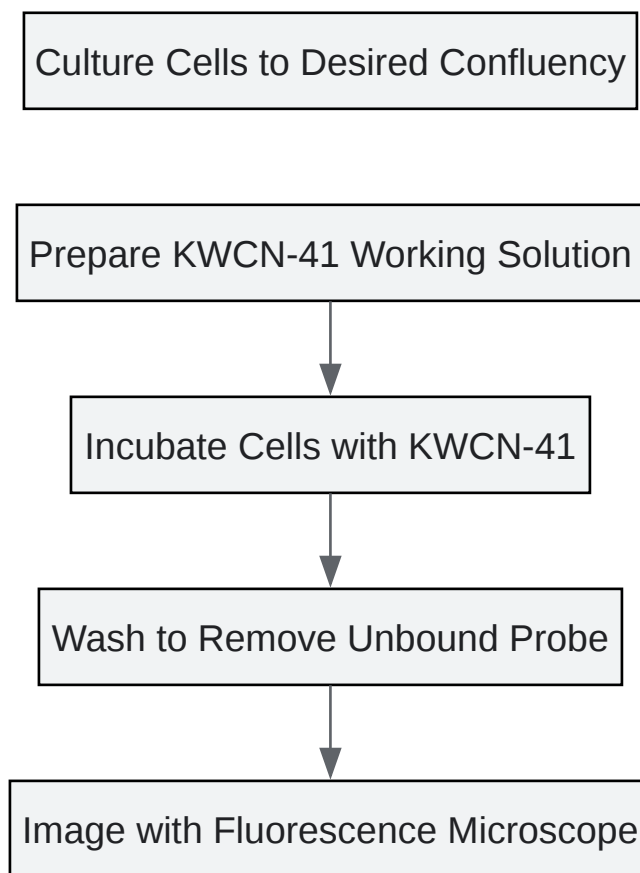 Culture Cells to Desired Confluency
Prepare KWCN-41 Working Solution
Incubate Cells with KWCN-41
Wash to Remove Unbound Probe
Image with Fluorescence Microscope